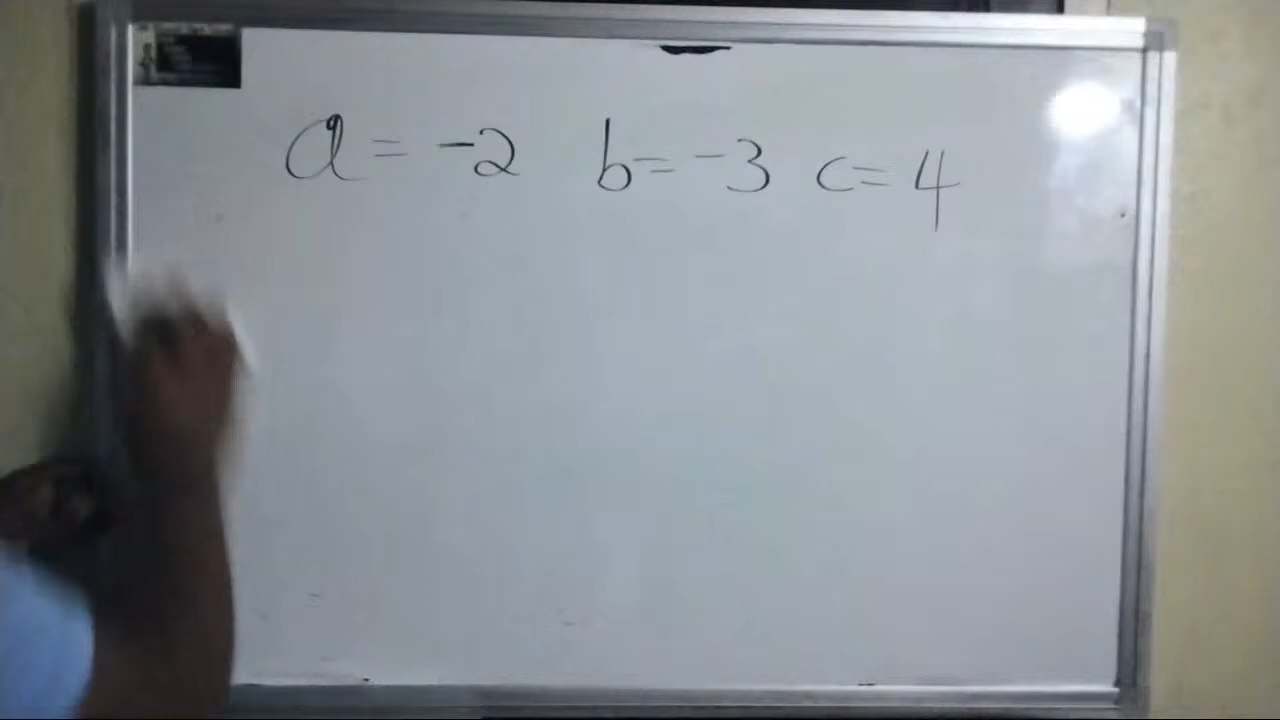 a = -2 b = -3 c = 4